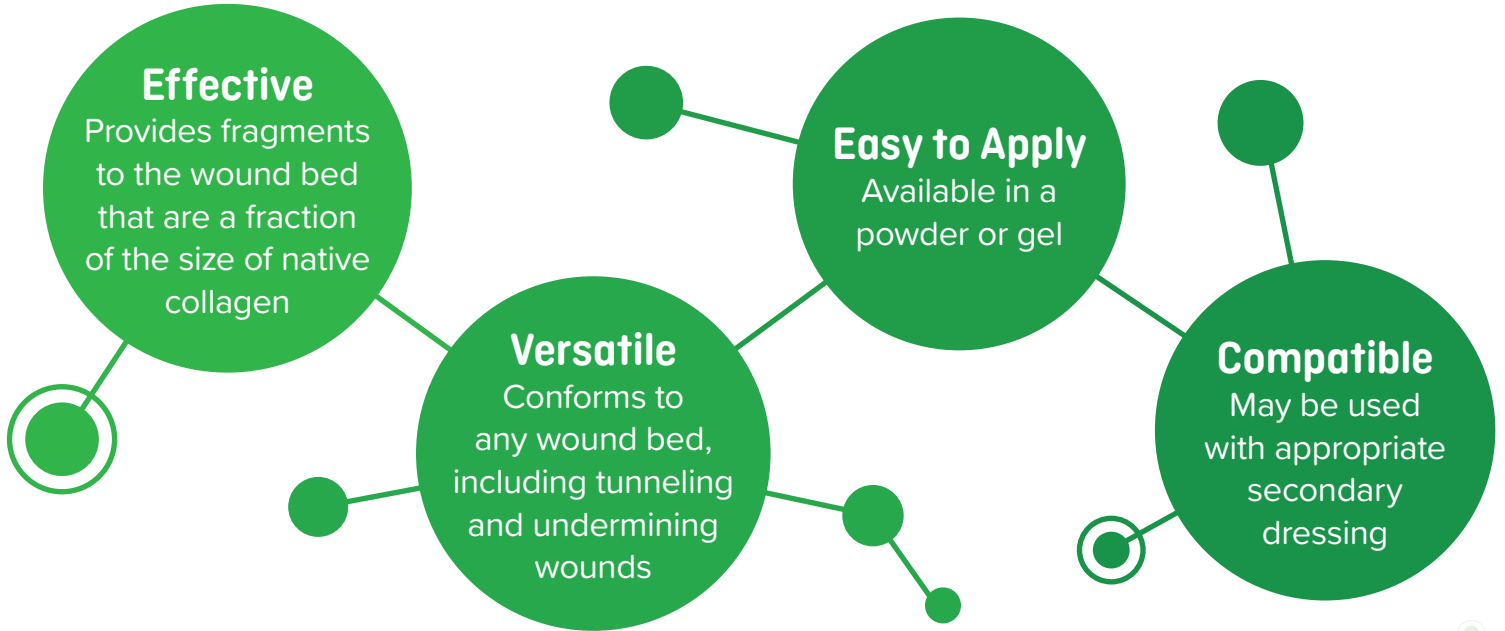 Effective
Provides fragments
to the wound bed
that are a fraction
of the size of native
collagen
Versatile
Conforms to
any wound bed,
including tunneling
and undermining
wounds
Easy to Apply
Available in a
powder or gel
Compatible
May be used
with appropriate
secondary
dressing